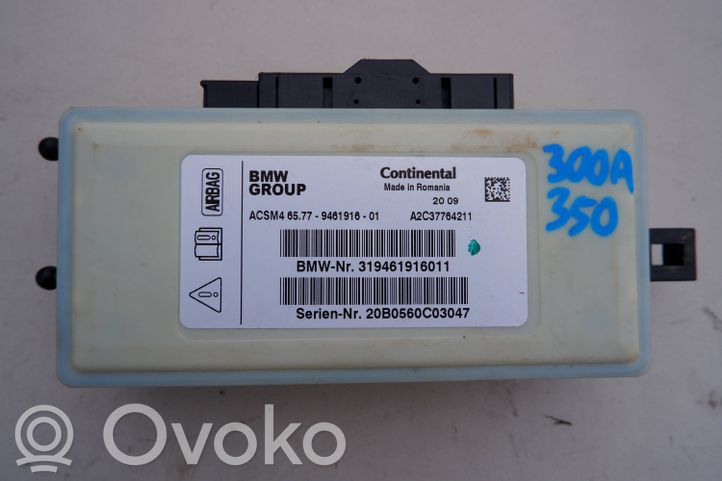 AIRBAG
BMW
GROUP
Continental
Made in Romania
20 09
ACSM4 65.77 - 9461916 - 01
A2C37764211
BMW-Nr. 319461916011
Serien-Nr. 20B0560C03047
300A
350
Ovoko